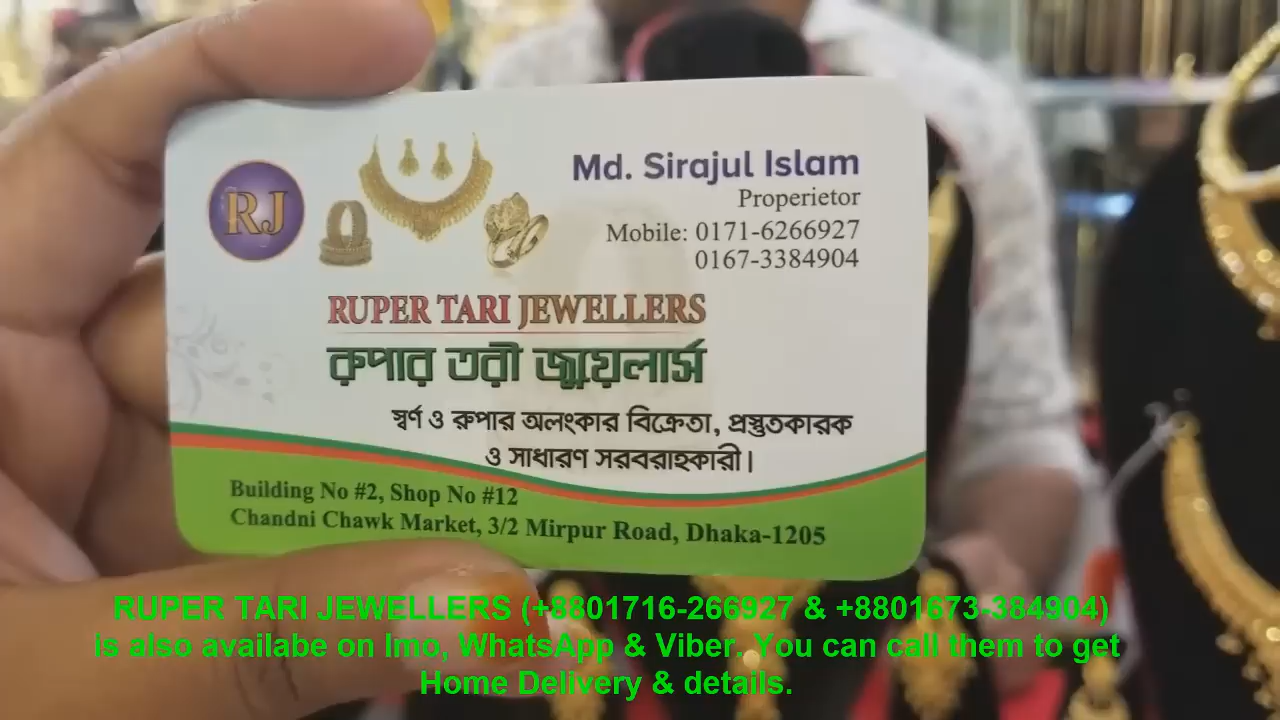 RJ
Md. Sirajul Islam
Properietor
Mobile: 0171-6266927
0167-3384904
RUPER TARI JEWELLERS
রুপার তরী জুয়েলার্স
স্বর্ণ ও রুপার অলংকার বিক্রেতা, প্রস্তুতকারক
ও সাধারণ সরবরাহকারী।
Building No #2, Shop No #12
Chandni Chawk Market, 3/2 Mirpur Road, Dhaka-1205
RUPER TARI JEWELLERS (+8801716-266927 & +8801673-384904)
is also availabe on Imo, WhatsApp & Viber. You can call them to get
Home Delivery & details.